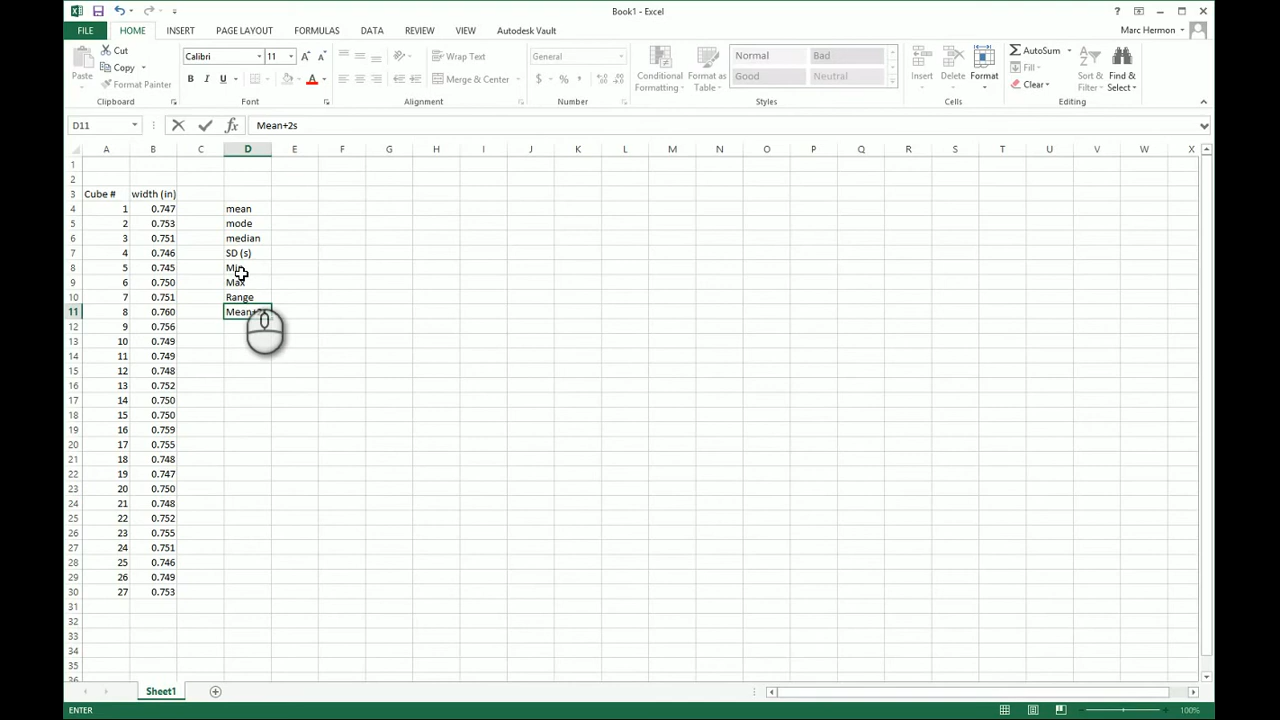 Book1 - Excel
FILE HOME INSERT PAGE LAYOUT FORMULAS DATA REVIEW VIEW Autodesk Vault Marc Hermon
Cut Calibri 11 Wrap Text General Normal Bad AutoSum
Copy Neutral Fill
Paste Format Painter B I U Merge & Center $ % Conditional Formatting Format as Table Good Insert Delete Format Clear Sort & Filter Find & Select
Clipboard Font Alignment Number Styles Cells Editing
D11 fx Mean+2s
A B C D E F G H I J K L M N O P Q R S T U V W X
1
2
3 Cube # width (in)
4 1 0.747 mean
5 2 0.753 mode
6 3 0.751 median
7 4 0.746 SD (s)
8 5 0.745
9 6 0.750 Max
10 7 0.751 Range
11 8 0.760
12 9 0.756
13 10 0.749
14 11 0.749
15 12 0.748
16 13 0.752
17 14 0.750
18 15 0.750
19 16 0.759
20 17 0.755
21 18 0.748
22 19 0.747
23 20 0.750
24 21 0.748
25 22 0.752
26 23 0.755
27 24 0.751
28 25 0.746
29 26 0.749
30 27 0.753
31
32
33
34
35
Sheet1
ENTER 100%